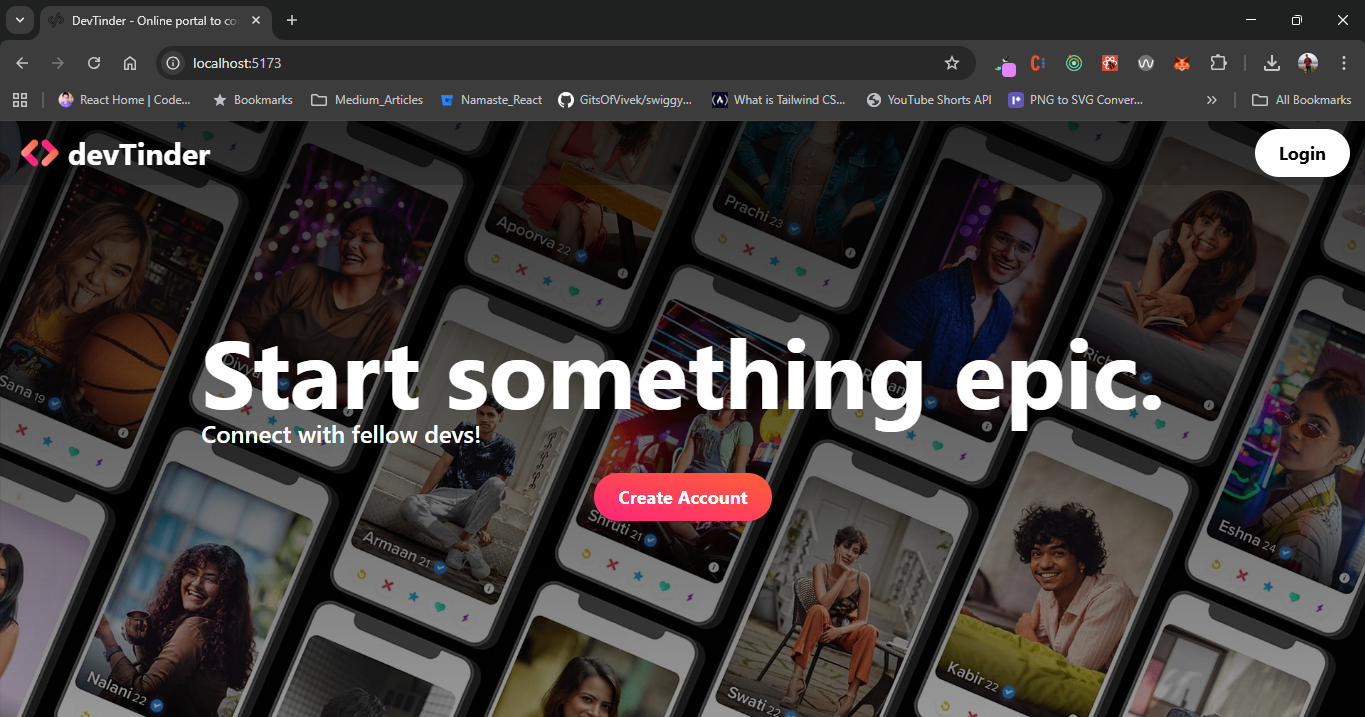 DevTinder - Online portal to co
localhost:5173
React Home | Code...
Bookmarks
Medium_Articles
Namaste_React
GitsOfVivek/swiggy...
What is Tailwind CS...
YouTube Shorts API
PNG to SVG Conver...
All Bookmarks
devTinder
Login
Apoorva 22
Prachi 23
Sana 19
Start something epic.
Connect with fellow devs!
Create Account
Shruti 21
Armaan 21
Eshna 24
Nalani 22
Swati 22
Kabir 22